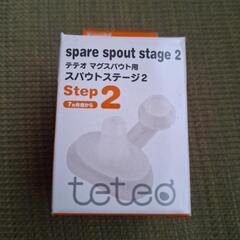 spare spout stage 2
テテオ マグスパウト用
スパウトステージ2
Step 2
7ヵ月頃から
teteo